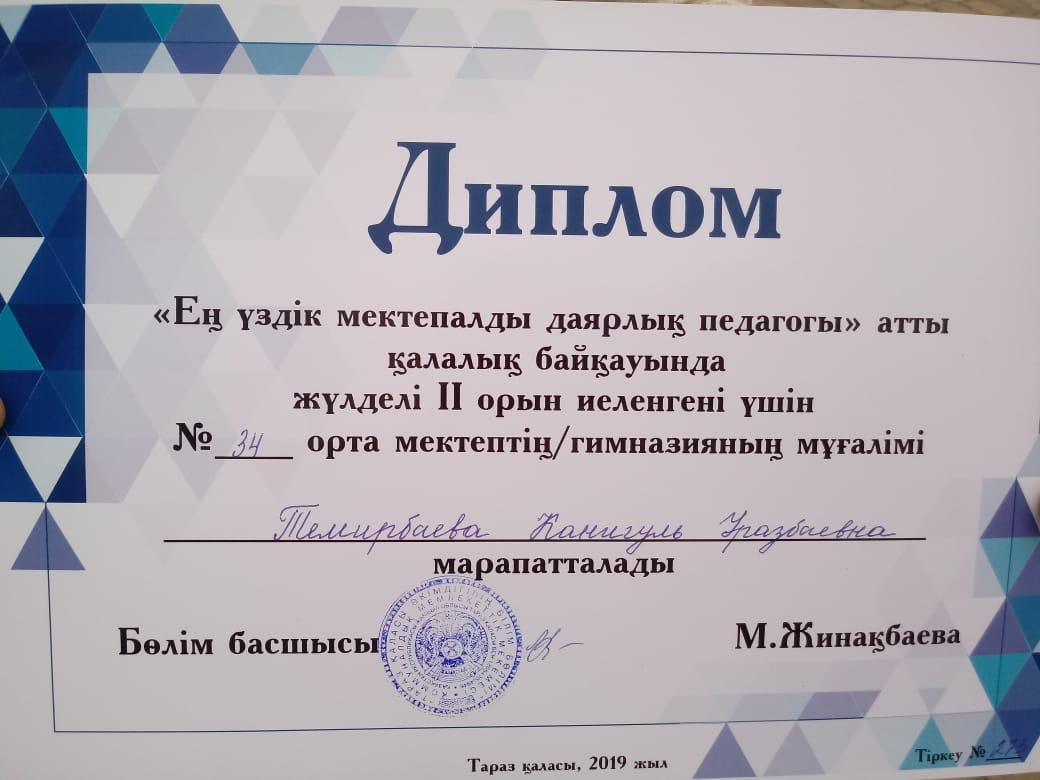 Диплом
«Ең үздік мектепалды даярлық педагогы» атты
қалалық байқауында
жүлделі II орын иеленгені үшін
№ 34 орта мектептің/гимназияның мұғалімі
Темирбаева Канигуль Уразбаевна
марапатталады
Бөлім басшысы
М.Жинақбаева
Тараз қаласы, 2019 жыл
Тіркеу № 273